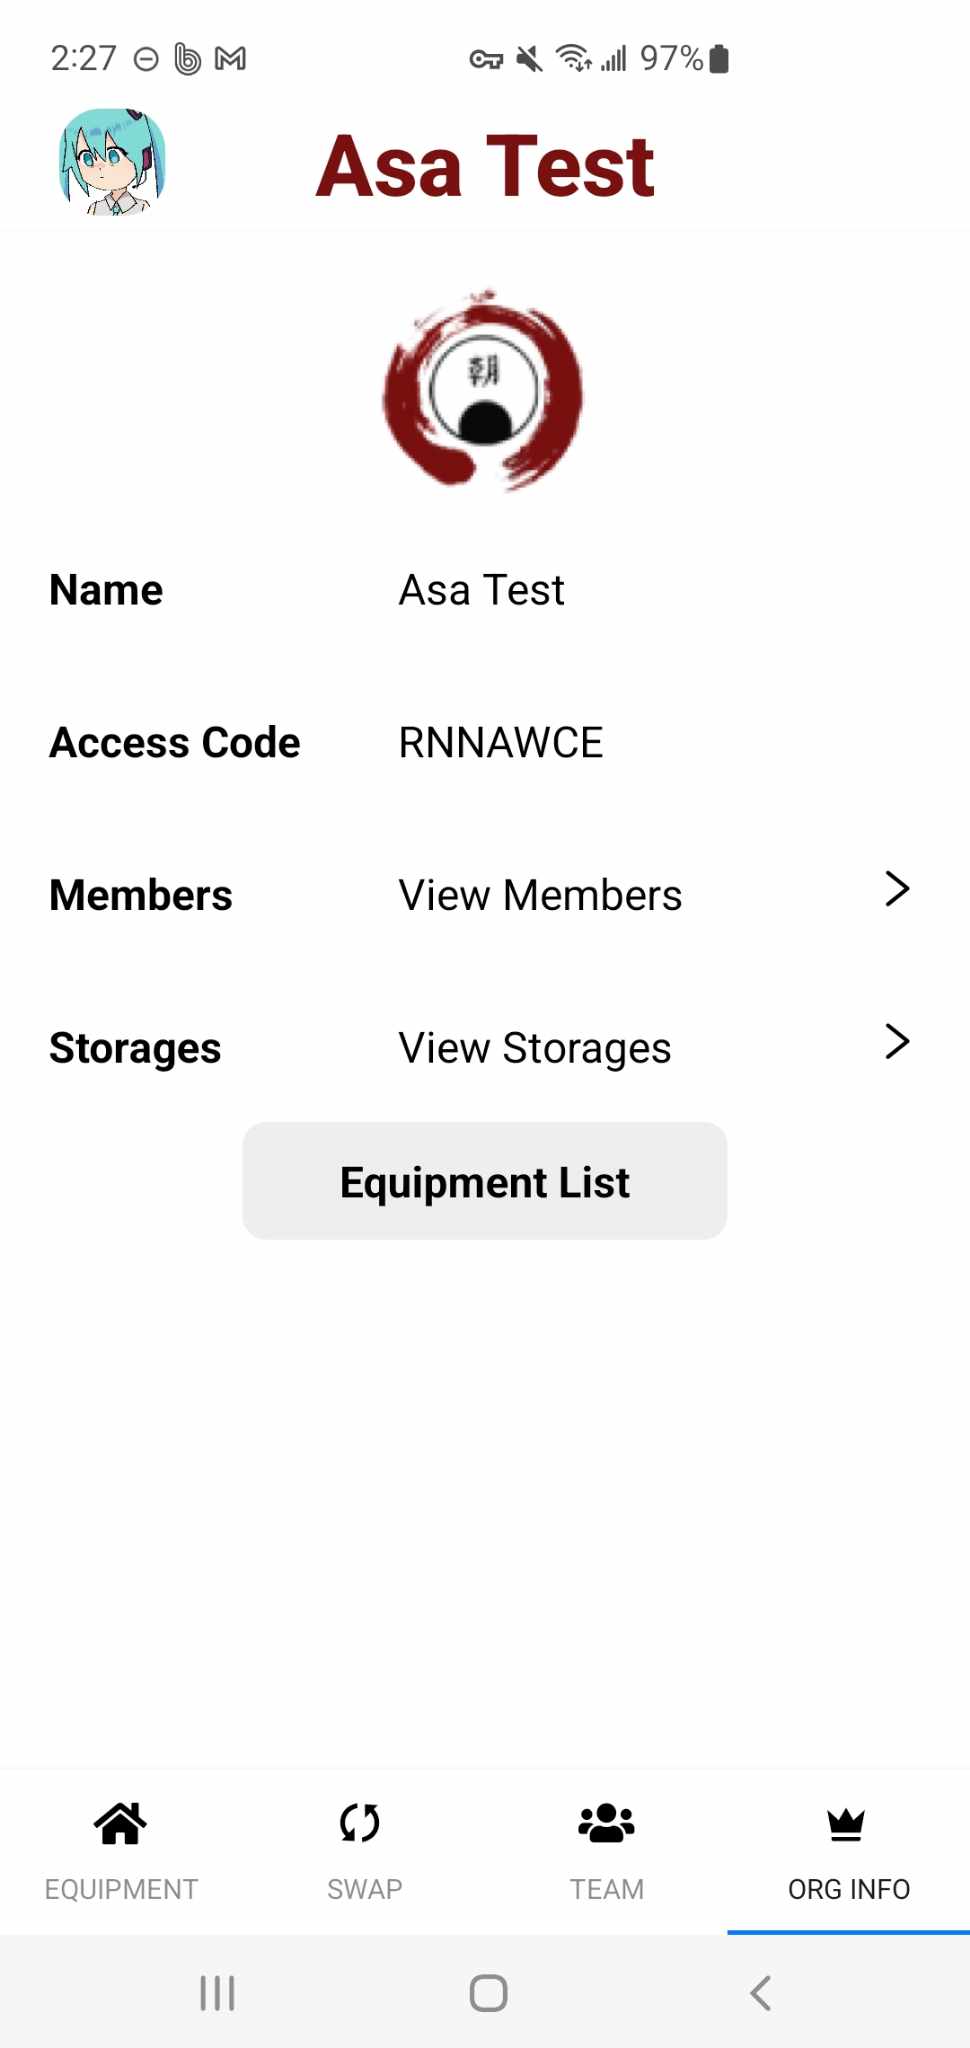 2:27 97%
Asa Test
朝
Name Asa Test
Access Code RNNAWCE
Members View Members
Storages View Storages
Equipment List
EQUIPMENT SWAP TEAM ORG INFO